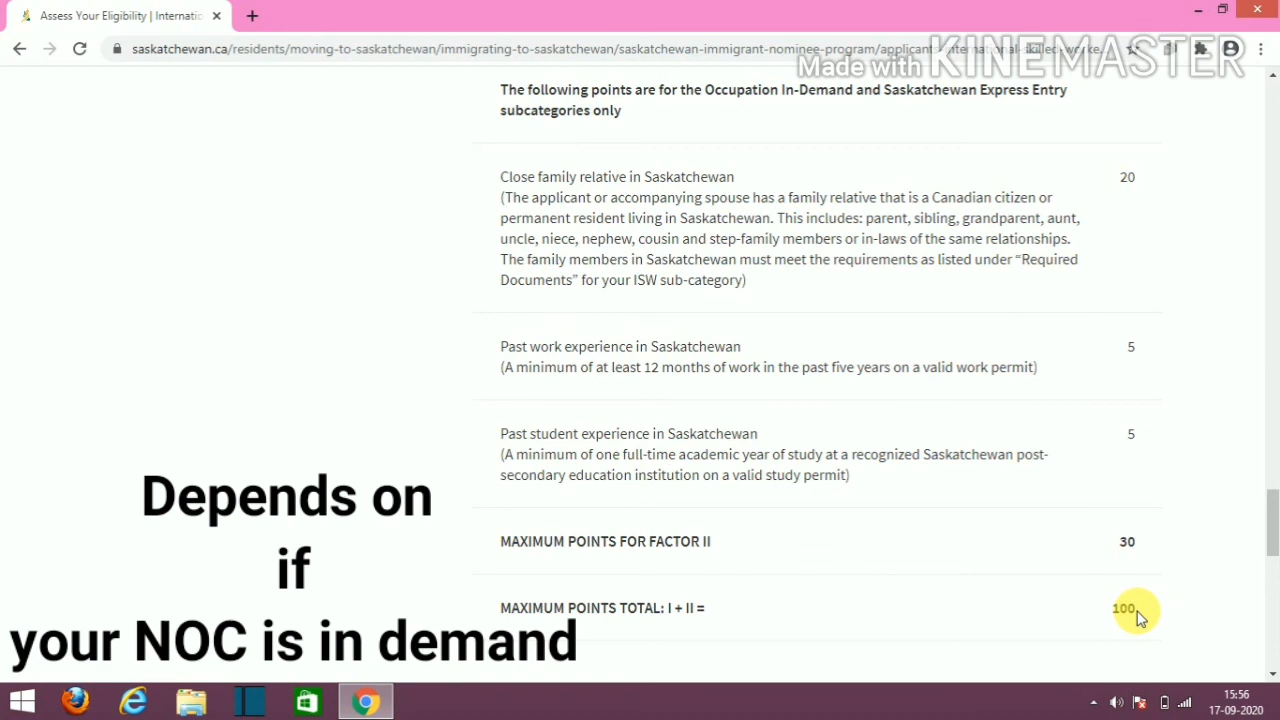 Assess Your Eligibility | Internatio
saskatchewan.ca/residents/moving-to-saskatchewan/immigrating-to-saskatchewan/saskatchewan-immigrant-nominee-program/applicants-international-skilled-worke...
Made with KINEMASTER
The following points are for the Occupation In-Demand and Saskatchewan Express Entry
subcategories only
Close family relative in Saskatchewan 20
(The applicant or accompanying spouse has a family relative that is a Canadian citizen or
permanent resident living in Saskatchewan. This includes: parent, sibling, grandparent, aunt,
uncle, niece, nephew, cousin and step-family members or in-laws of the same relationships.
The family members in Saskatchewan must meet the requirements as listed under “Required
Documents” for your ISW sub-category)
Past work experience in Saskatchewan 5
(A minimum of at least 12 months of work in the past five years on a valid work permit)
Past student experience in Saskatchewan 5
(A minimum of one full-time academic year of study at a recognized Saskatchewan post-
secondary education institution on a valid study permit)
MAXIMUM POINTS FOR FACTOR II 30
MAXIMUM POINTS TOTAL: I + II = 100
Depends on
if
your NOC is in demand
15:56
17-09-2020